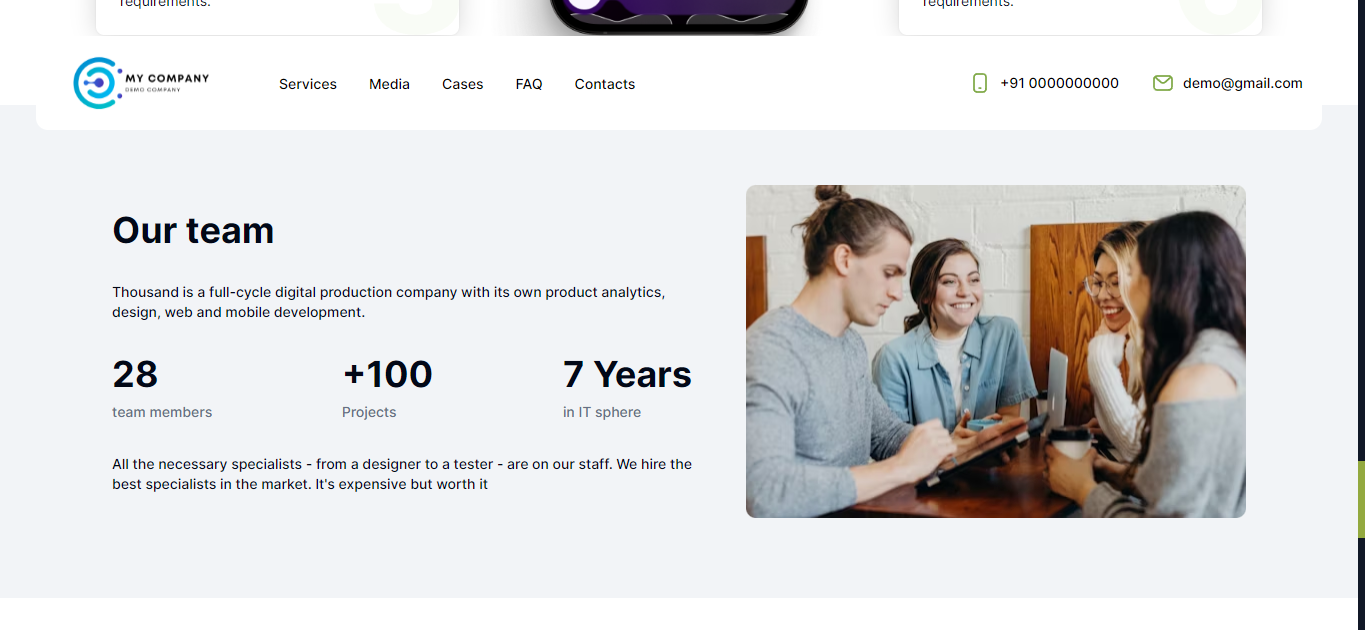 requirements.
requirements.
MY COMPANY
DEMO COMPANY
Services Media Cases FAQ Contacts
+91 0000000000
demo@gmail.com
Our team
Thousand is a full-cycle digital production company with its own product analytics,
design, web and mobile development.
28 +100 7 Years
team members Projects in IT sphere
All the necessary specialists - from a designer to a tester - are on our staff. We hire the
best specialists in the market. It's expensive but worth it